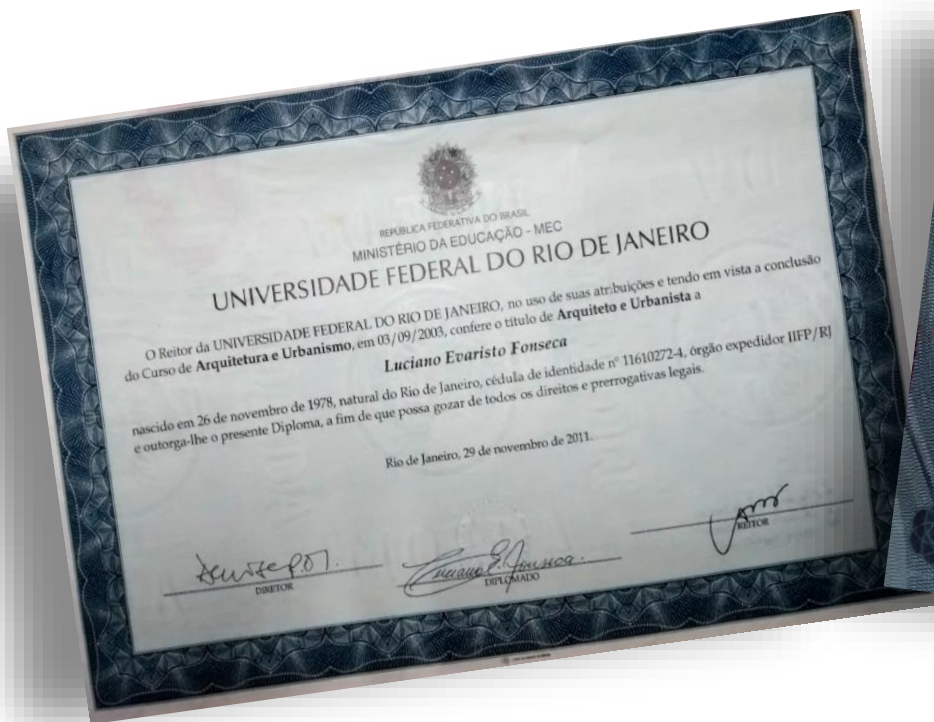 REPÚBLICA FEDERATIVA DO BRASIL
MINISTÉRIO DA EDUCAÇÃO - MEC
UNIVERSIDADE FEDERAL DO RIO DE JANEIRO
O Reitor da UNIVERSIDADE FEDERAL DO RIO DE JANEIRO, no uso de suas atribuições e tendo em vista a conclusão
do Curso de Arquitetura e Urbanismo, em 03/09/2003, confere o título de Arquiteto e Urbanista a
Luciano Evaristo Fonseca
nascido em 26 de novembro de 1978, natural do Rio de Janeiro, cédula de identidade nº 11610272-4, órgão expedidor IIFP/RJ
e outorga-lhe o presente Diploma, a fim de que possa gozar de todos os direitos e prerrogativas legais.
Rio de Janeiro, 29 de novembro de 2011.
Luciano E. Fonseca
DIRETOR
DIPLOMADO
REITOR